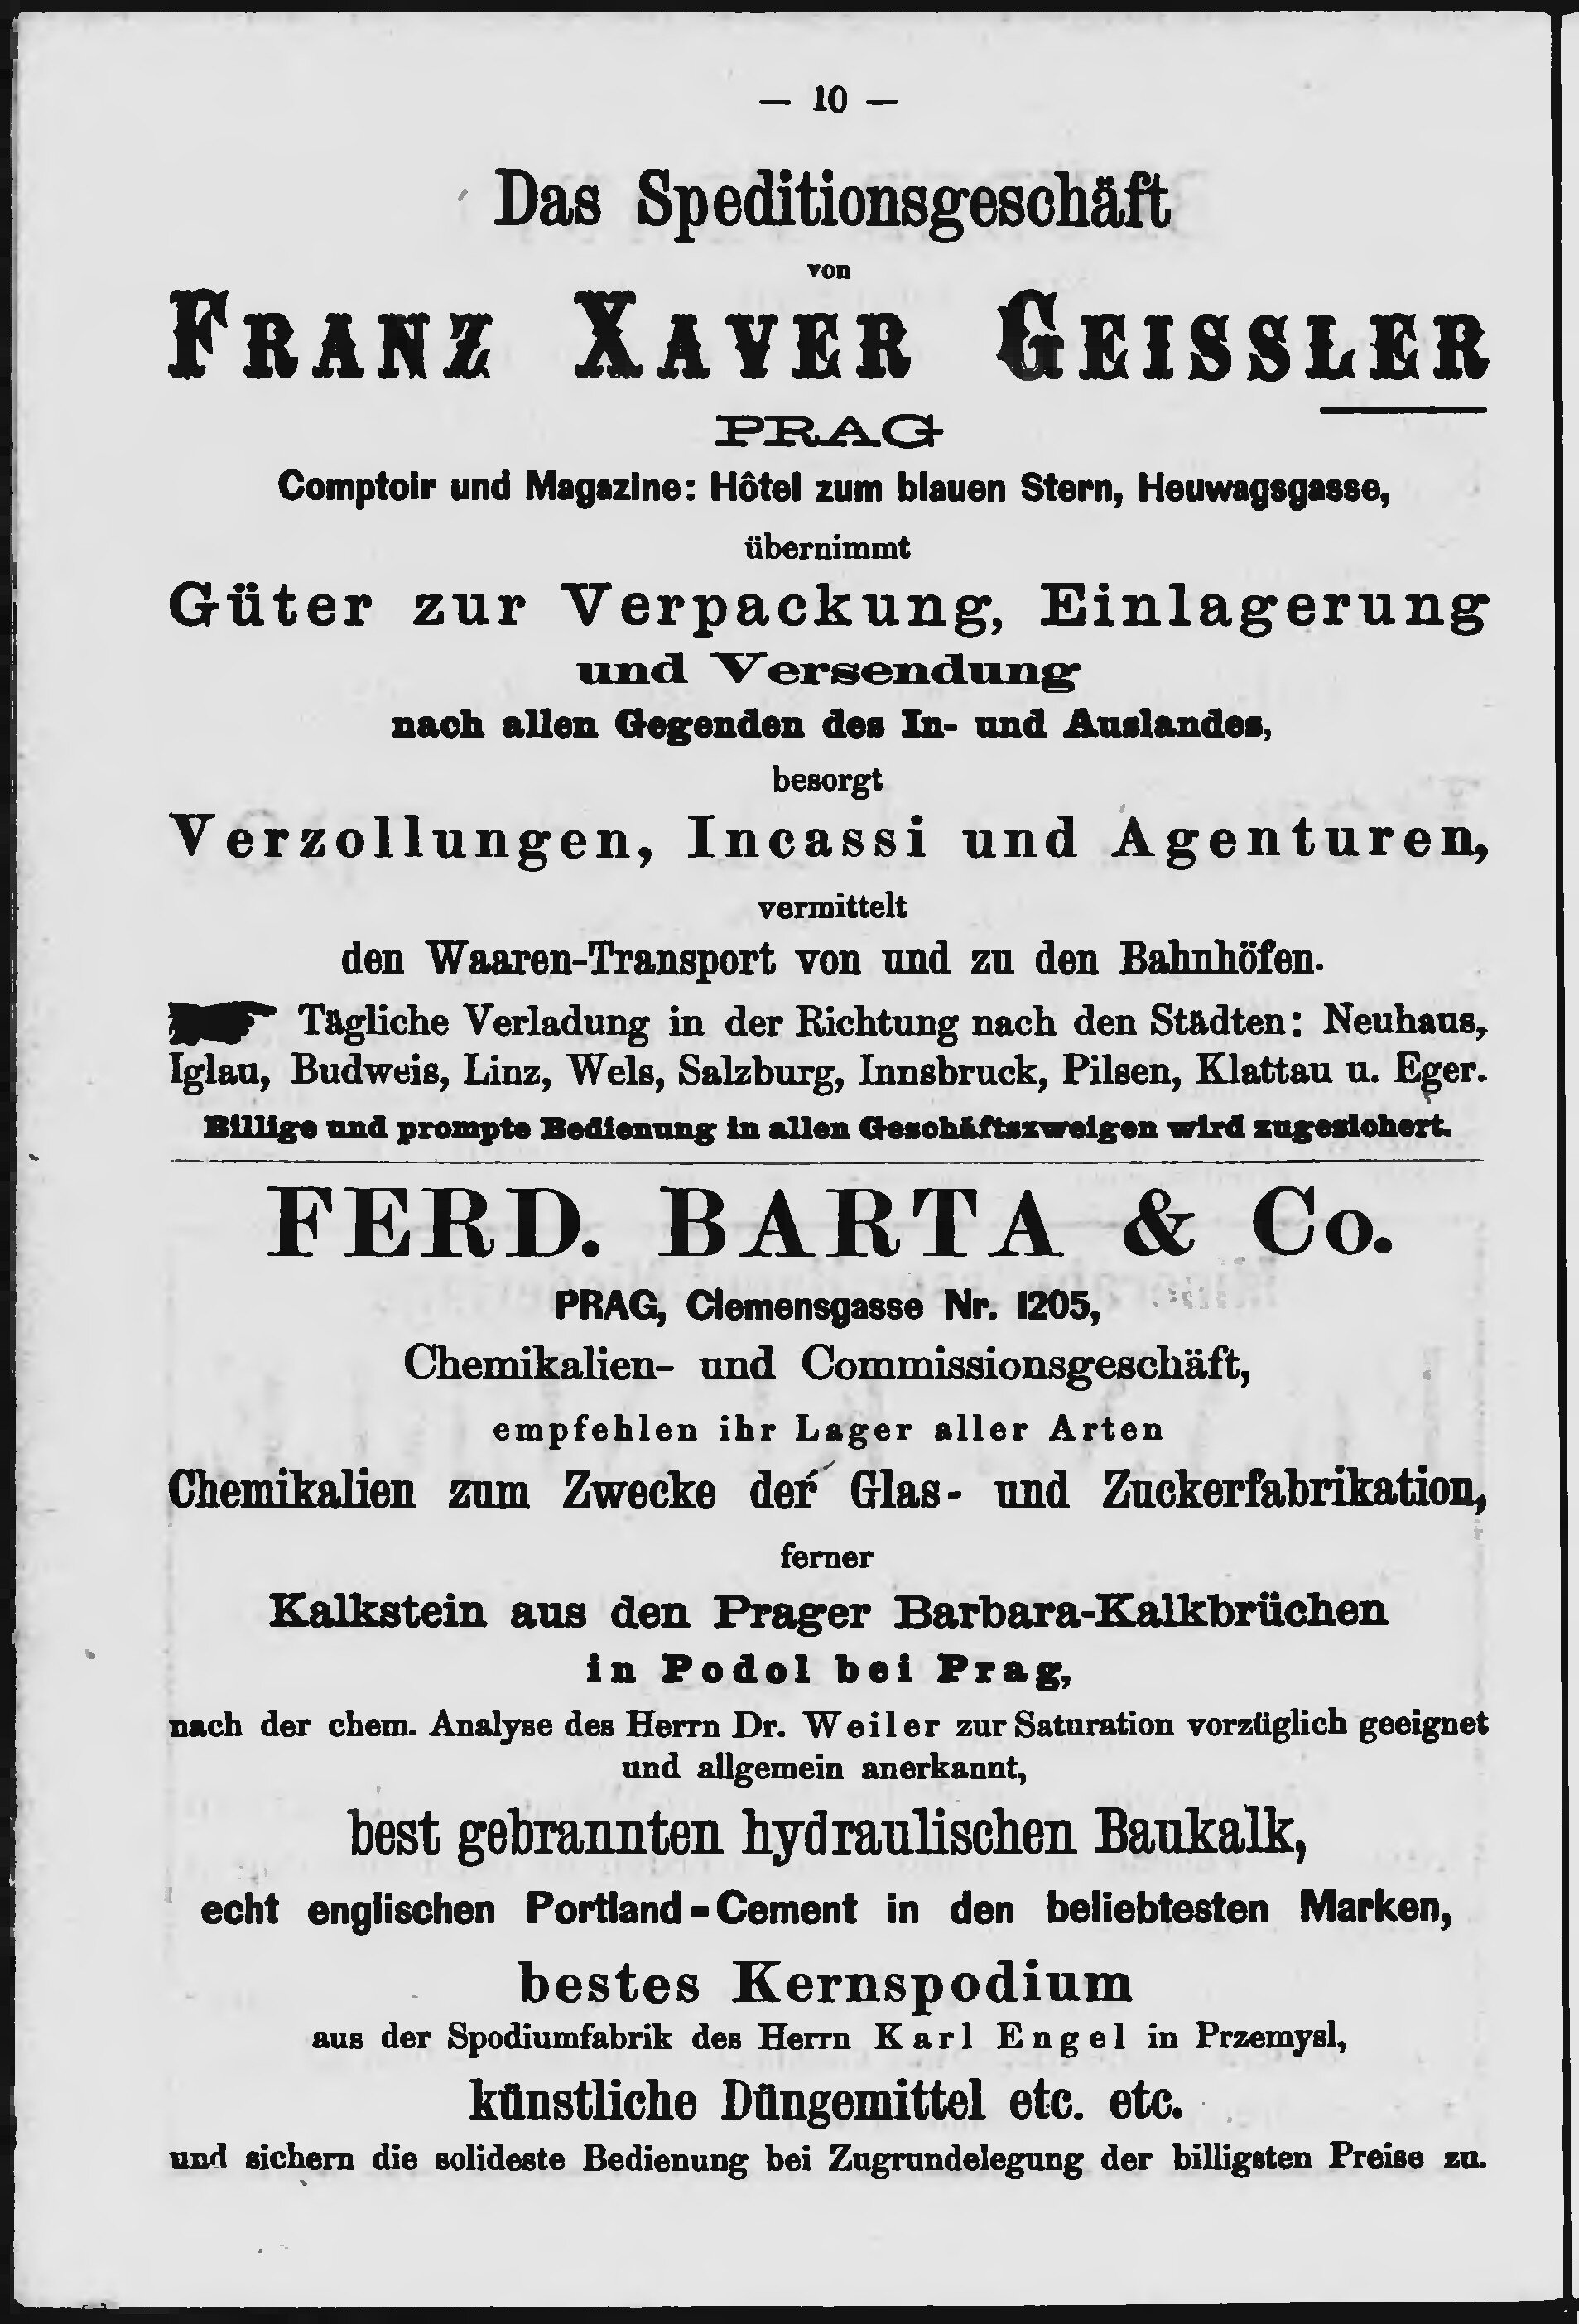 — 10 —
Das Speditionsgeschäft
von
FRANZ XAVER GEISSLER
PRAG
Comptoir und Magazine: Hôtel zum blauen Stern, Heuwagsgasse,
übernimmt
Güter zur Verpackung, Einlagerung
und Versendung
nach allen Gegenden des In- und Auslandes,
besorgt
Verzollungen, Incassi und Agenturen,
vermittelt
den Waaren-Transport von und zu den Bahnhöfen.
Tägliche Verladung in der Richtung nach den Städten: Neuhaus,
Iglau, Budweis, Linz, Wels, Salzburg, Innsbruck, Pilsen, Klattau u. Eger.
Billige und prompte Bedienung in allen Geschäftszweigen wird zugesichert.
FERD. BARTA & Co.
PRAG, Clemensgasse Nr. 1205,
Chemikalien- und Commissionsgeschäft,
empfehlen ihr Lager aller Arten
Chemikalien zum Zwecke der Glas- und Zuckerfabrikation,
ferner
Kalkstein aus den Prager Barbara-Kalkbrüchen
in Podol bei Prag,
nach der chem. Analyse des Herrn Dr. Weiler zur Saturation vorzüglich geeignet
und allgemein anerkannt,
best gebrannten hydraulischen Baukalk,
echt englischen Portland-Cement in den beliebtesten Marken,
bestes Kernspodium
aus der Spodiumfabrik des Herrn Karl Engel in Przemysl,
künstliche Düngemittel etc. etc.
und sichern die solideste Bedienung bei Zugrundelegung der billigsten Preise zu.